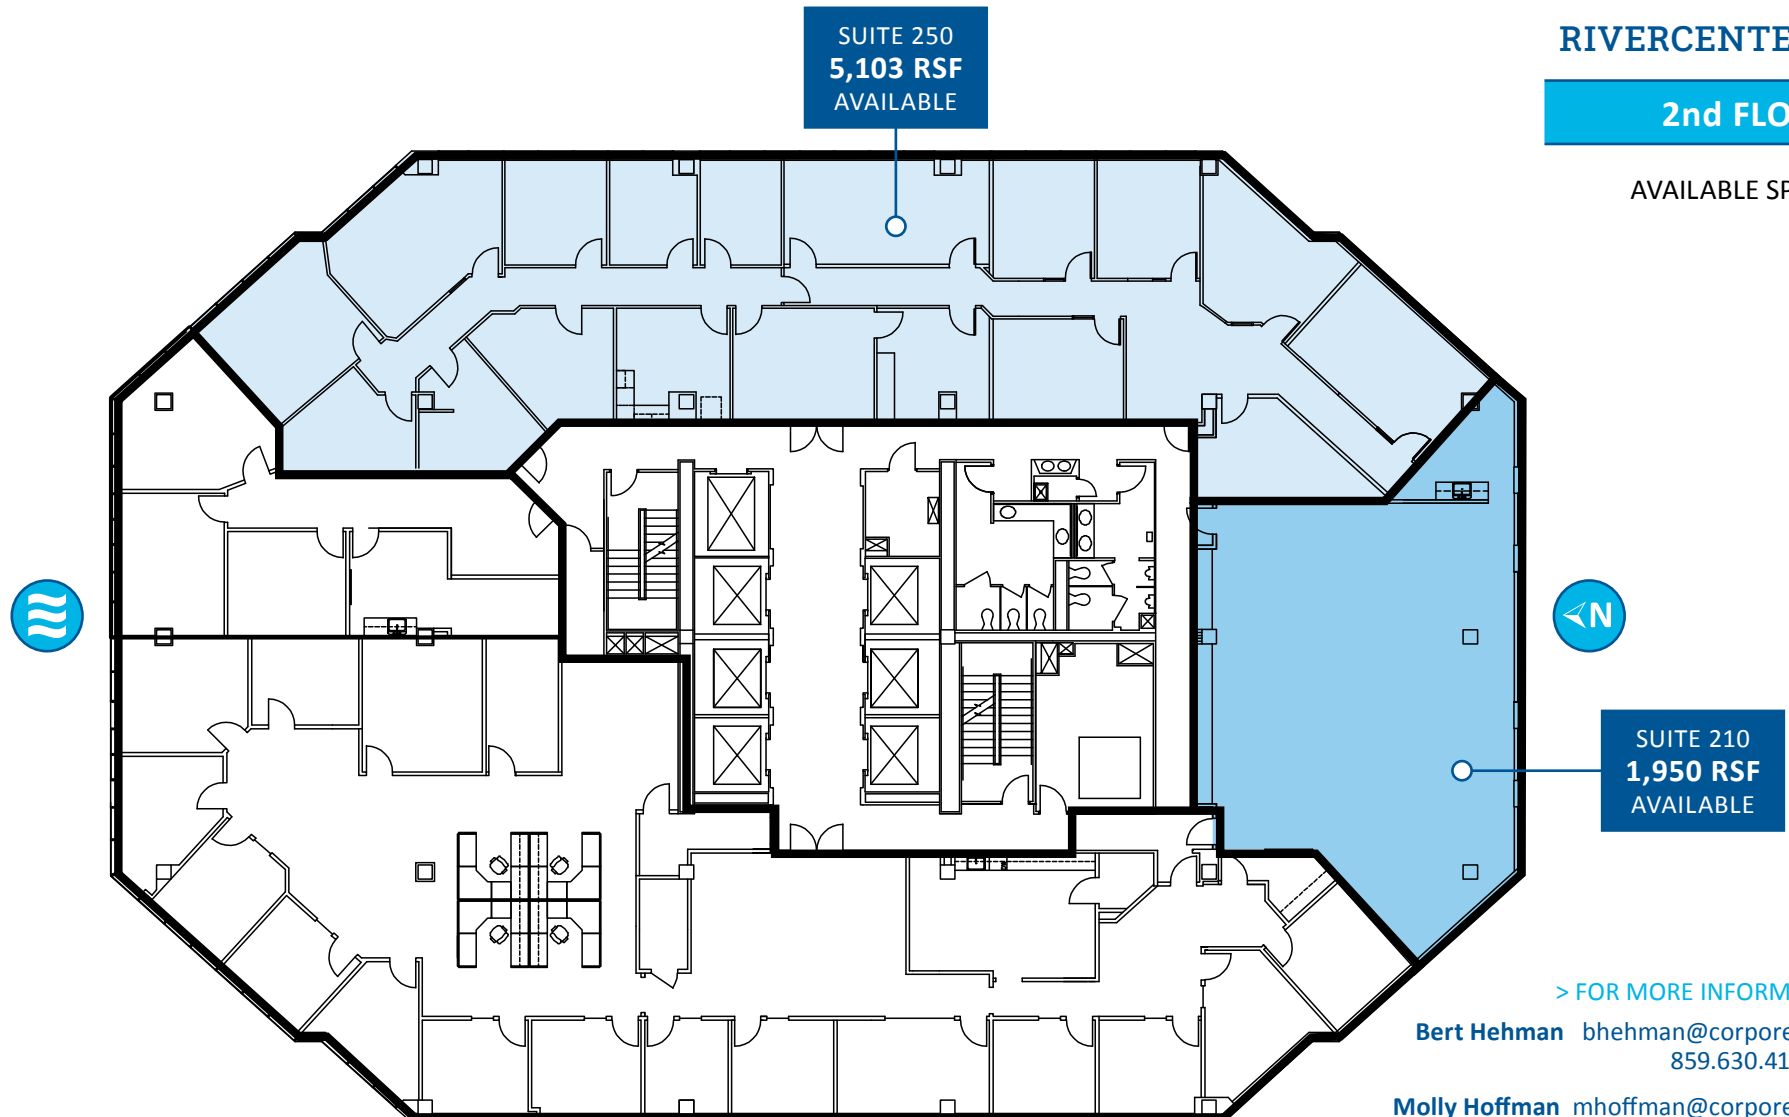 SUITE 250
5,103 RSF
AVAILABLE
RIVERCENTE
2nd FLO
AVAILABLE SP
N
SUITE 210
1,950 RSF
AVAILABLE
> FOR MORE INFORM
Bert Hehman bhehman@corpore
859.630.41
Molly Hoffman mhoffman@corpore